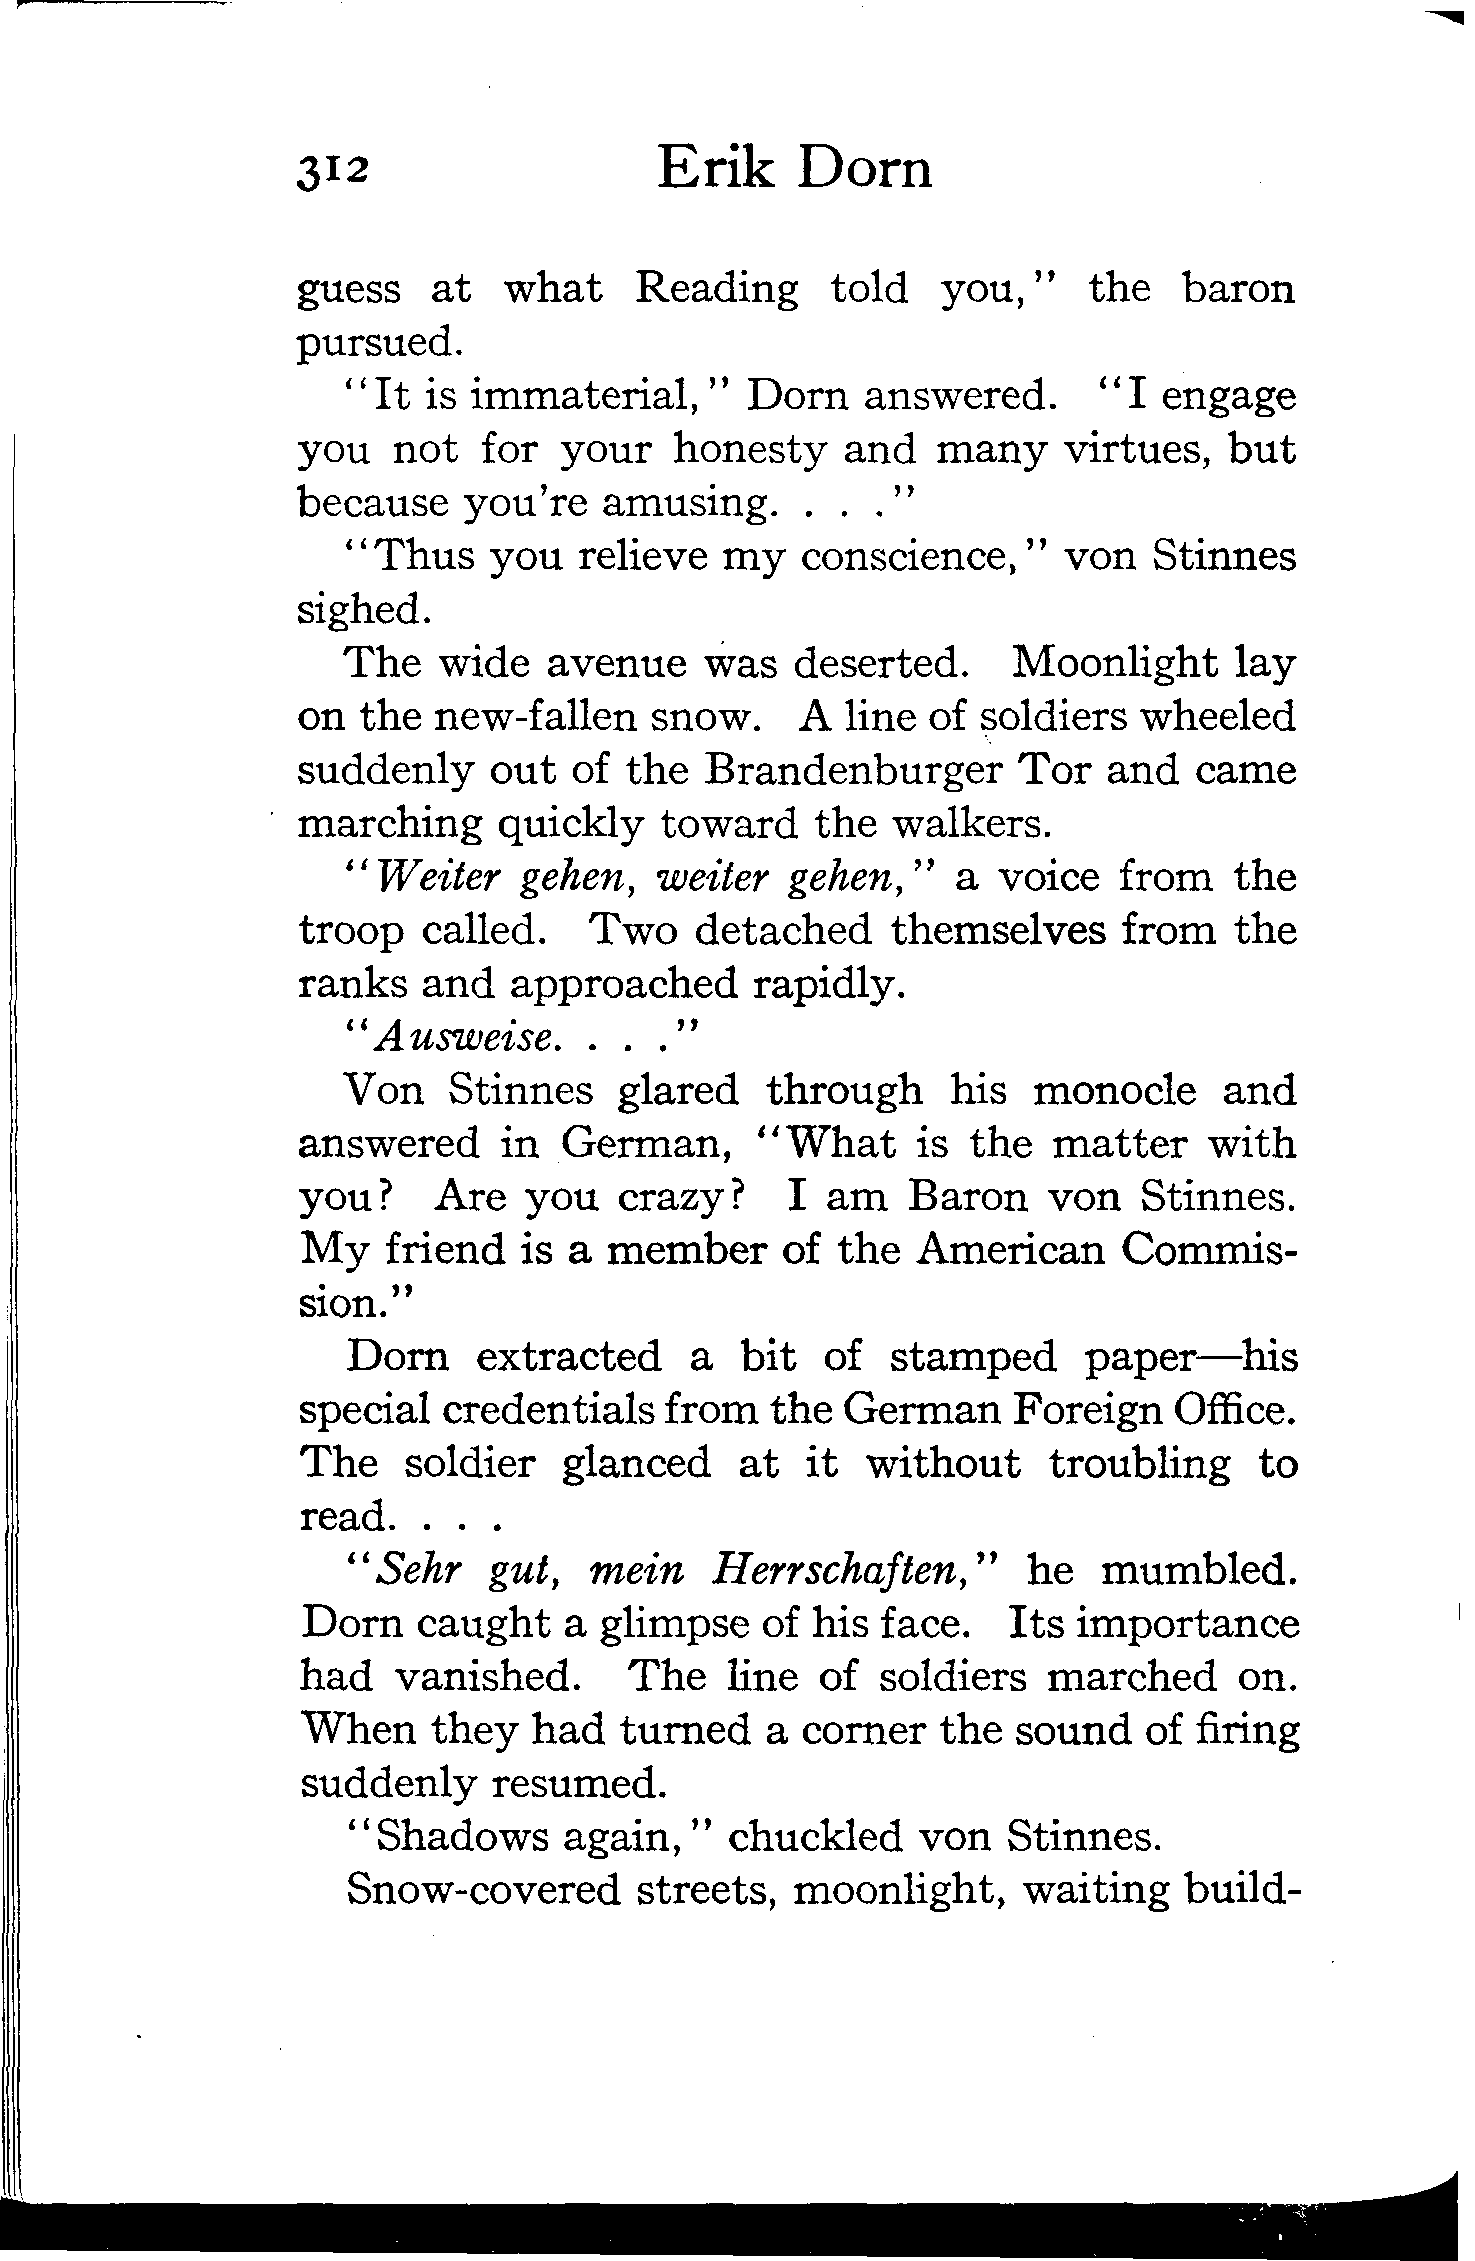 312 Erik Dorn
guess at what Reading told you," the baron
pursued.
"It is immaterial," Dorn answered. "I engage
you not for your honesty and many virtues, but
because you're amusing. . . ."
"Thus you relieve my conscience," von Stinnes
sighed.
The wide avenue was deserted. Moonlight lay
on the new-fallen snow. A line of soldiers wheeled
suddenly out of the Brandenburger Tor and came
marching quickly toward the walkers.
"Weiter gehen, weiter gehen," a voice from the
troop called. Two detached themselves from the
ranks and approached rapidly.
"Ausweise. . . ."
Von Stinnes glared through his monocle and
answered in German, "What is the matter with
you? Are you crazy? I am Baron von Stinnes.
My friend is a member of the American Commis-
sion."
Dorn extracted a bit of stamped paper—his
special credentials from the German Foreign Office.
The soldier glanced at it without troubling to
read. . . .
"Sehr gut, mein Herrschaften," he mumbled.
Dorn caught a glimpse of his face. Its importance
had vanished. The line of soldiers marched on.
When they had turned a corner the sound of firing
suddenly resumed.
"Shadows again," chuckled von Stinnes.
Snow-covered streets, moonlight, waiting build-